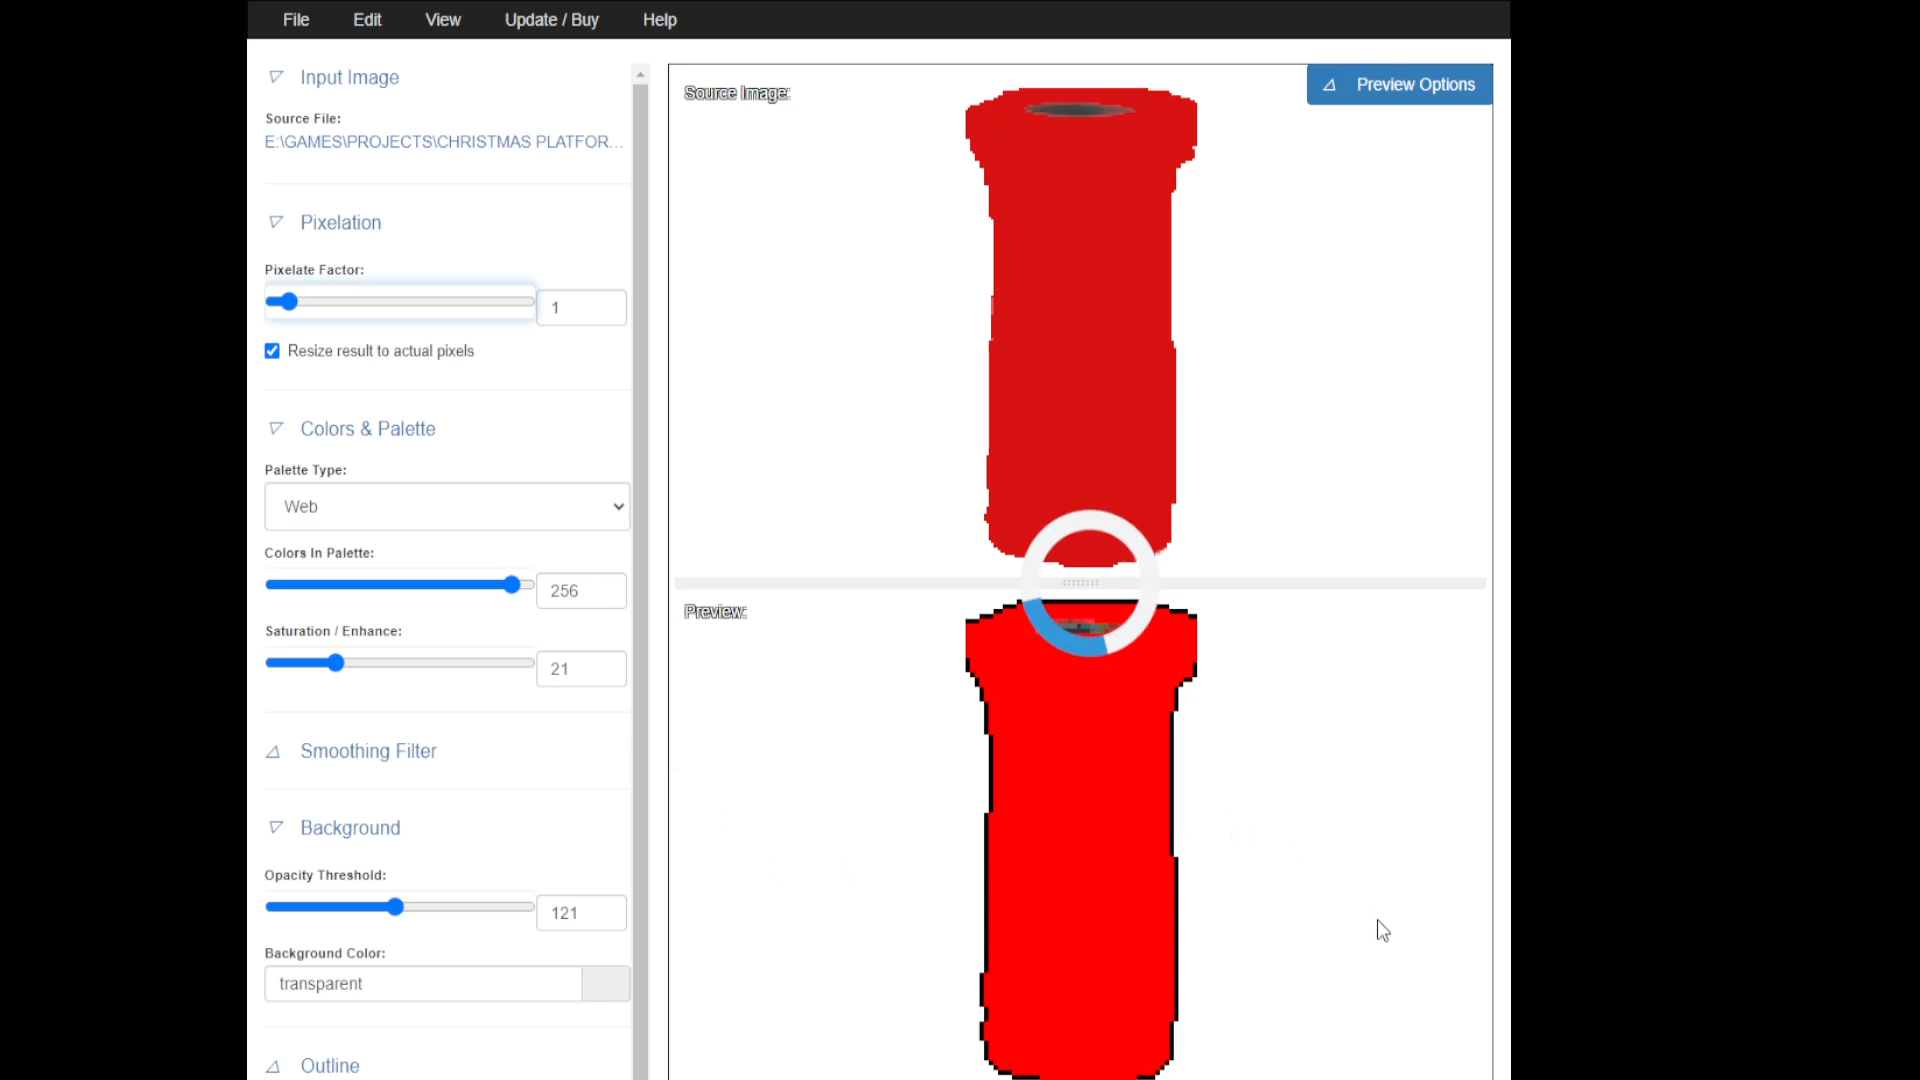 File Edit View Update / Buy Help
Input Image
Source File:
E:\GAMES\PROJECTS\CHRISTMAS PLATFOR...
Pixelation
Pixelate Factor:
1
Resize result to actual pixels
Colors & Palette
Palette Type:
Web
Colors In Palette:
256
Saturation / Enhance:
21
Smoothing Filter
Background
Opacity Threshold:
121
Background Color:
transparent
Outline
Source Image:
Preview Options
Preview: